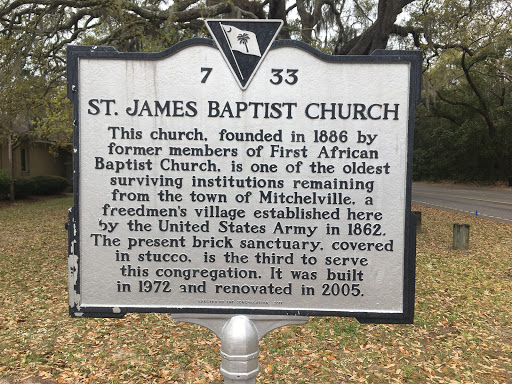 7 33
ST. JAMES BAPTIST CHURCH
This church, founded in 1886 by
former members of First African
Baptist Church, is one of the oldest
surviving institutions remaining
from the town of Mitchelville, a
freedmen's village established here
by the United States Army in 1862.
The present brick sanctuary, covered
in stucco, is the third to serve
this congregation. It was built
in 1972 and renovated in 2005.